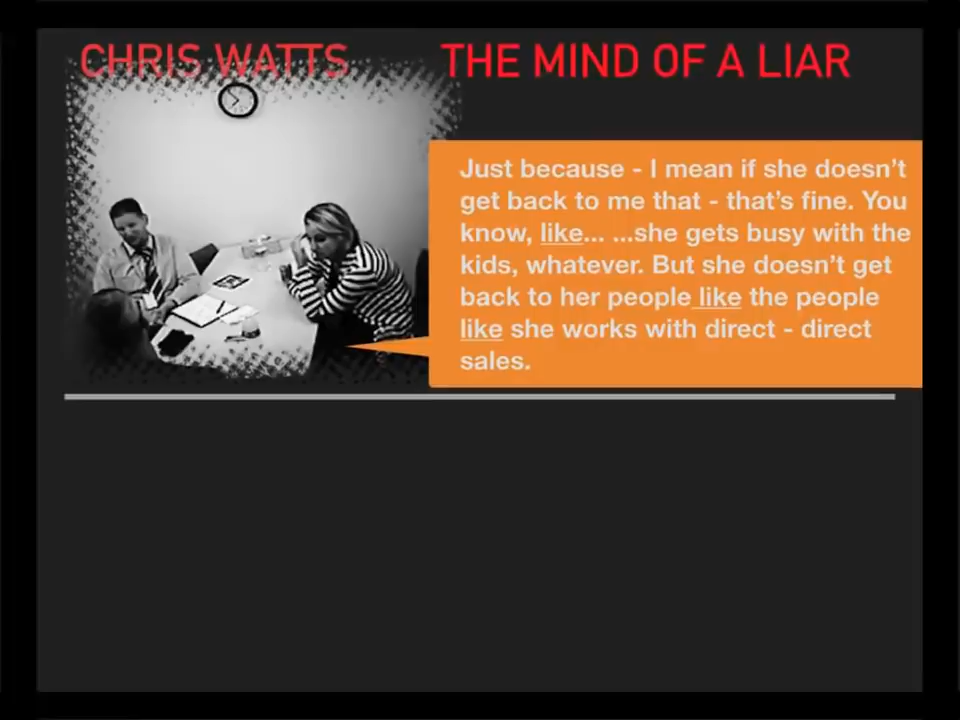 CHRIS WATTS THE MIND OF A LIAR
Just because - I mean if she doesn't
get back to me that - that's fine. You
know, like... ...she gets busy with the
kids, whatever. But she doesn't get
back to her people like the people
like she works with direct - direct
sales.